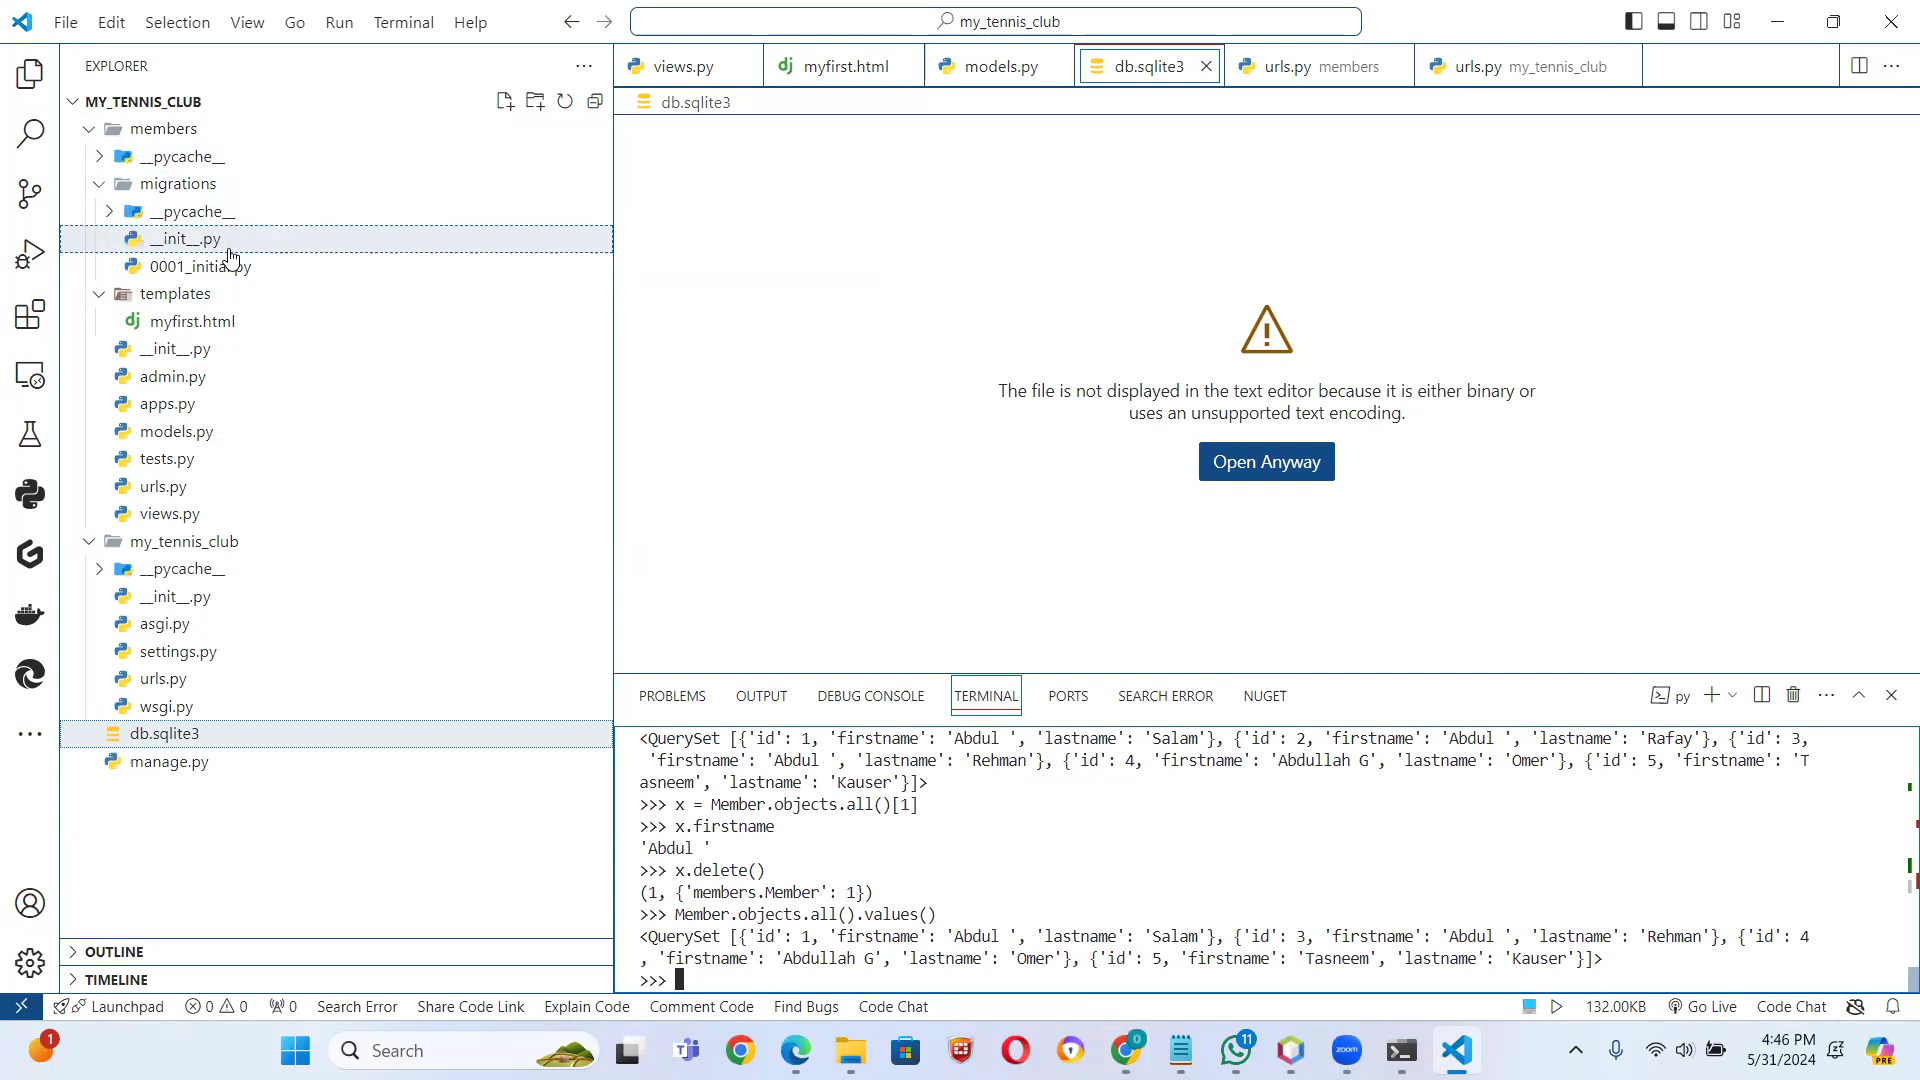 File Edit Selection View Go Run Terminal Help
my_tennis_club
EXPLORER
views.py
myfirst.html
models.py
db.sqlite3
urls.py members
urls.py my_tennis_club
MY_TENNIS_CLUB
db.sqlite3
members
__pycache__
migrations
__pycache__
__init__.py
0001_initial.py
templates
myfirst.html
__init__.py
admin.py
apps.py
models.py
tests.py
urls.py
views.py
my_tennis_club
__pycache__
__init__.py
asgi.py
settings.py
urls.py
wsgi.py
db.sqlite3
manage.py
OUTLINE
TIMELINE
The file is not displayed in the text editor because it is either binary or
uses an unsupported text encoding.
Open Anyway
PROBLEMS OUTPUT DEBUG CONSOLE TERMINAL PORTS SEARCH ERROR NUGET
py
<QuerySet [{'id': 1, 'firstname': 'Abdul ', 'lastname': 'Salam'}, {'id': 2, 'firstname': 'Abdul ', 'lastname': 'Rafay'}, {'id': 3,
'firstname': 'Abdul ', 'lastname': 'Rehman'}, {'id': 4, 'firstname': 'Abdullah G', 'lastname': 'Omer'}, {'id': 5, 'firstname': 'T
asneem', 'lastname': 'Kauser'}]>
>>> x = Member.objects.all()[1]
>>> x.firstname
'Abdul '
>>> x.delete()
(1, {'members.Member': 1})
>>> Member.objects.all().values()
<QuerySet [{'id': 1, 'firstname': 'Abdul ', 'lastname': 'Salam'}, {'id': 3, 'firstname': 'Abdul ', 'lastname': 'Rehman'}, {'id': 4
, 'firstname': 'Abdullah G', 'lastname': 'Omer'}, {'id': 5, 'firstname': 'Tasneem', 'lastname': 'Kauser'}]>
>>>
Launchpad 0 0 0 Search Error Share Code Link Explain Code Comment Code Find Bugs Code Chat
132.00KB Go Live Code Chat
1
Search
0
11
zoom
4:46 PM
5/31/2024
PRE